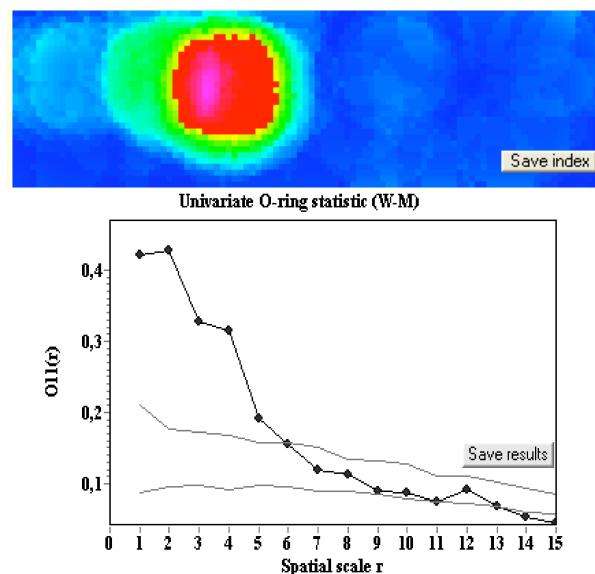 Save index
Univariate O-ring statistic (W-M)
0,4
0,3
0,2
0,1
O11(r)
Save results
0 1 2 3 4 5 6 7 8 9 10 11 12 13 14 15
Spatial scale r